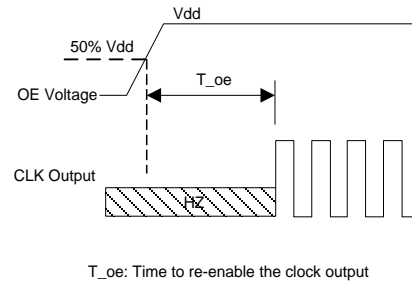 Vdd
50% Vdd
T_oe
OE Voltage
CLK Output
HZ
T_oe: Time to re-enable the clock output